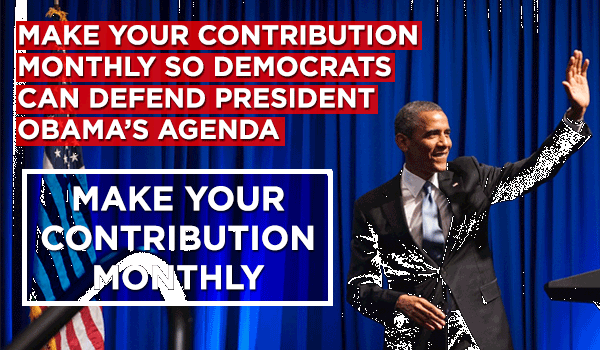 MAKE YOUR CONTRIBUTION
MONTHLY SO DEMOCRATS
CAN DEFEND PRESIDENT
OBAMA'S AGENDA
MAKE YOUR
CONTRIBUTION
MONTHLY